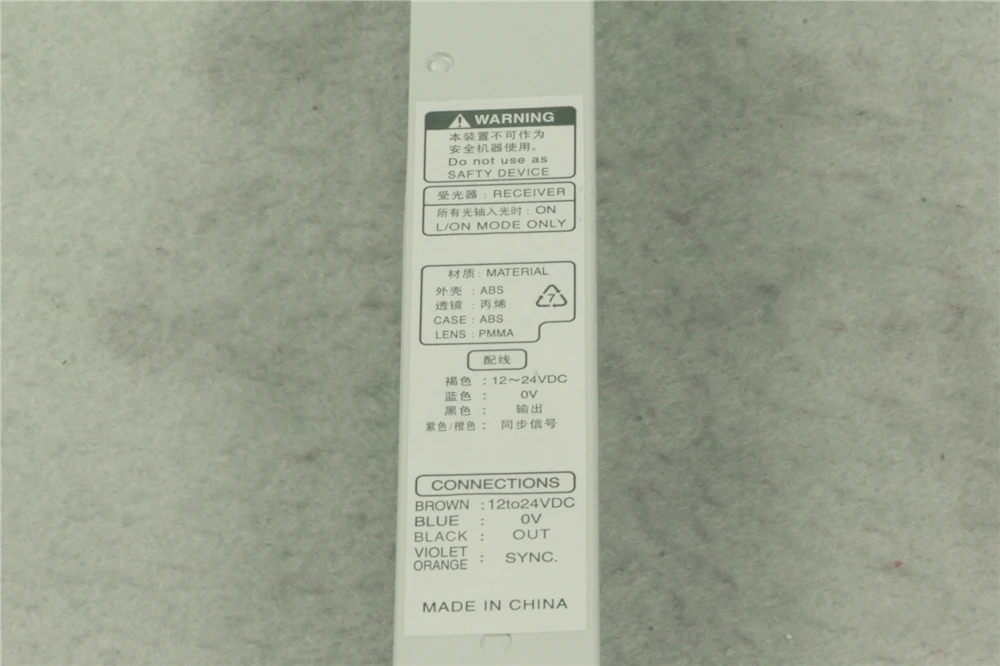 WARNING
本装置不可作为
安全机器使用。
Do not use as
SAFTY DEVICE
受光器 : RECEIVER
所有光轴入光时 : ON
L/ON MODE ONLY
材质 : MATERIAL
外壳 : ABS
透镜 : 丙烯
CASE : ABS
LENS : PMMA
7
配线
褐色 : 12～24VDC
蓝色 : 0V
黑色 : 输出
紫色/橙色 : 同步信号
CONNECTIONS
BROWN : 12to24VDC
BLUE : 0V
BLACK : OUT
VIOLET
ORANGE : SYNC.
MADE IN CHINA